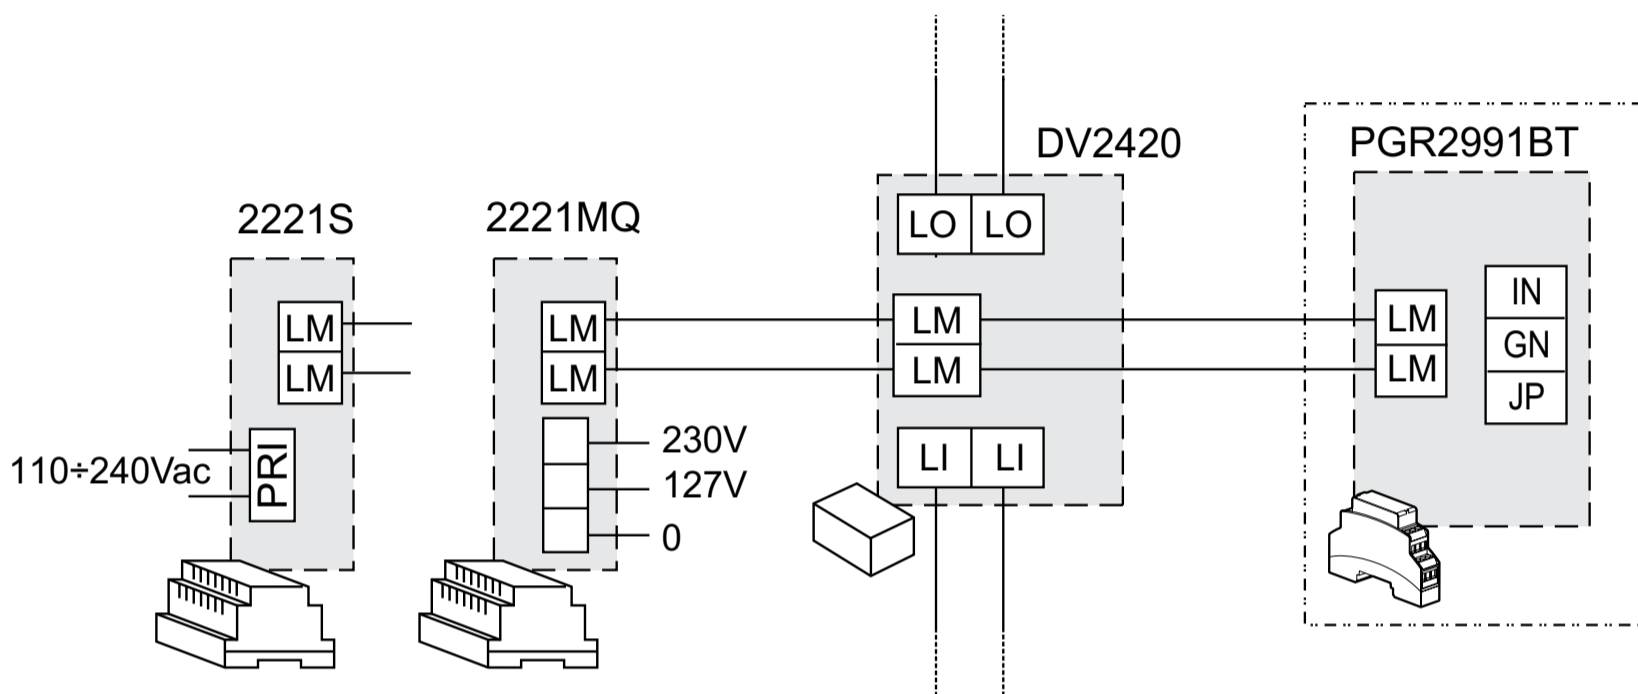 2221S
LM
LM
PRI
110÷240Vac
2221MQ
LM
LM
230V
127V
0
DV2420
LO LO
LM
LM
LI LI
PGR2991BT
LM
LM
IN
GN
JP